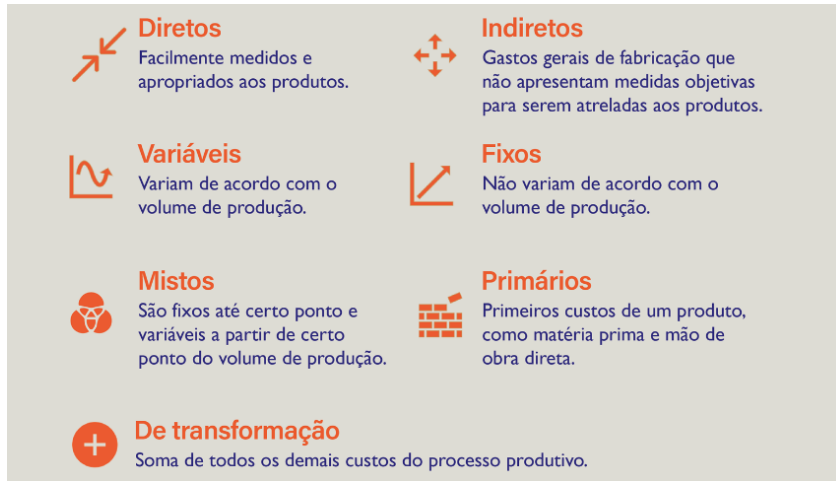 Diretos
Facilmente medidos e
apropriados aos produtos.
Indiretos
Gastos gerais de fabricação que
não apresentam medidas objetivas
para serem atreladas aos produtos.
Variáveis
Variam de acordo com o
volume de produção.
Fixos
Não variam de acordo com o
volume de produção.
Mistos
São fixos até certo ponto e
variáveis a partir de certo
ponto do volume de produção.
Primários
Primeiros custos de um produto,
como matéria prima e mão de
obra direta.
De transformação
Soma de todos os demais custos do processo produtivo.